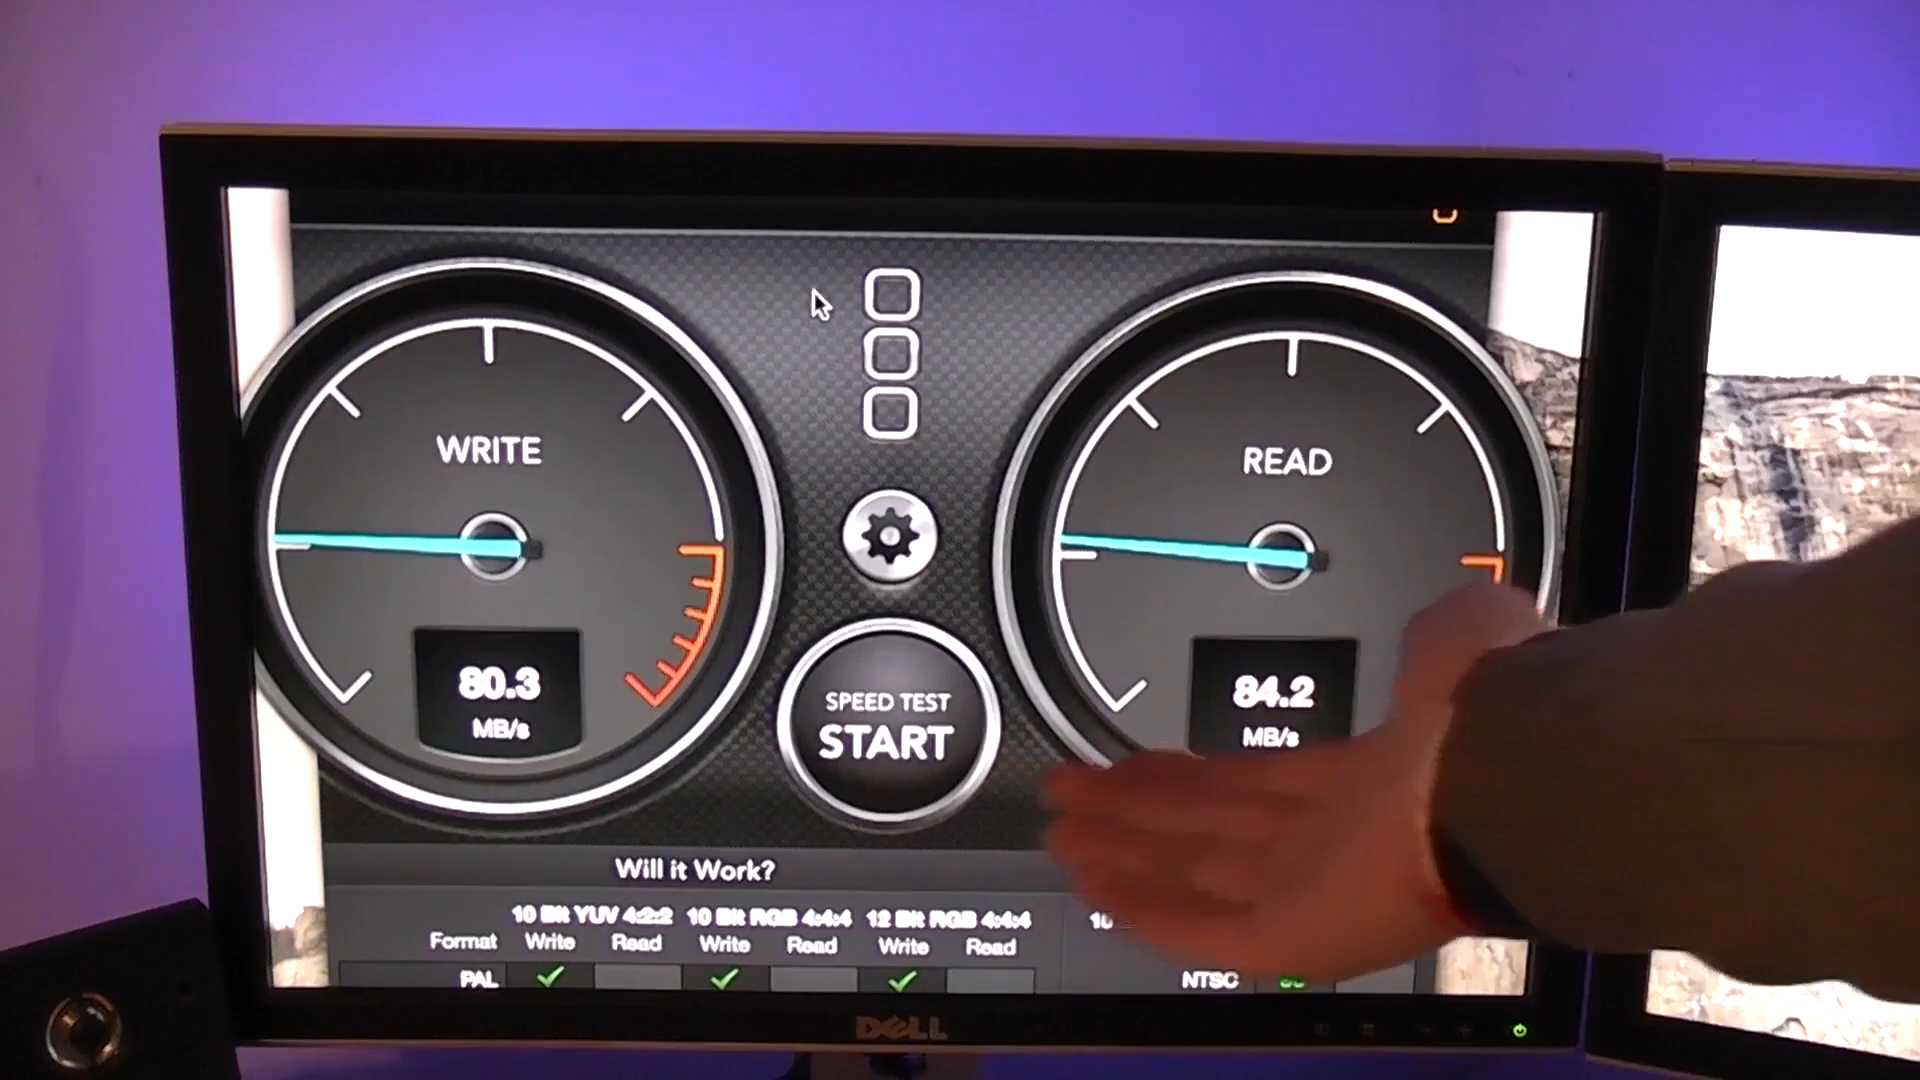 WRITE
READ
80.3
MB/s
84.2
MB/s
SPEED TEST
START
Will it Work?
10 Bit YUV 4:2:2 10 Bit RGB 4:4:4 12 Bit RGB 4:4:4 10
Format Write Read Write Read Write Read
PAL NTSC
DELL